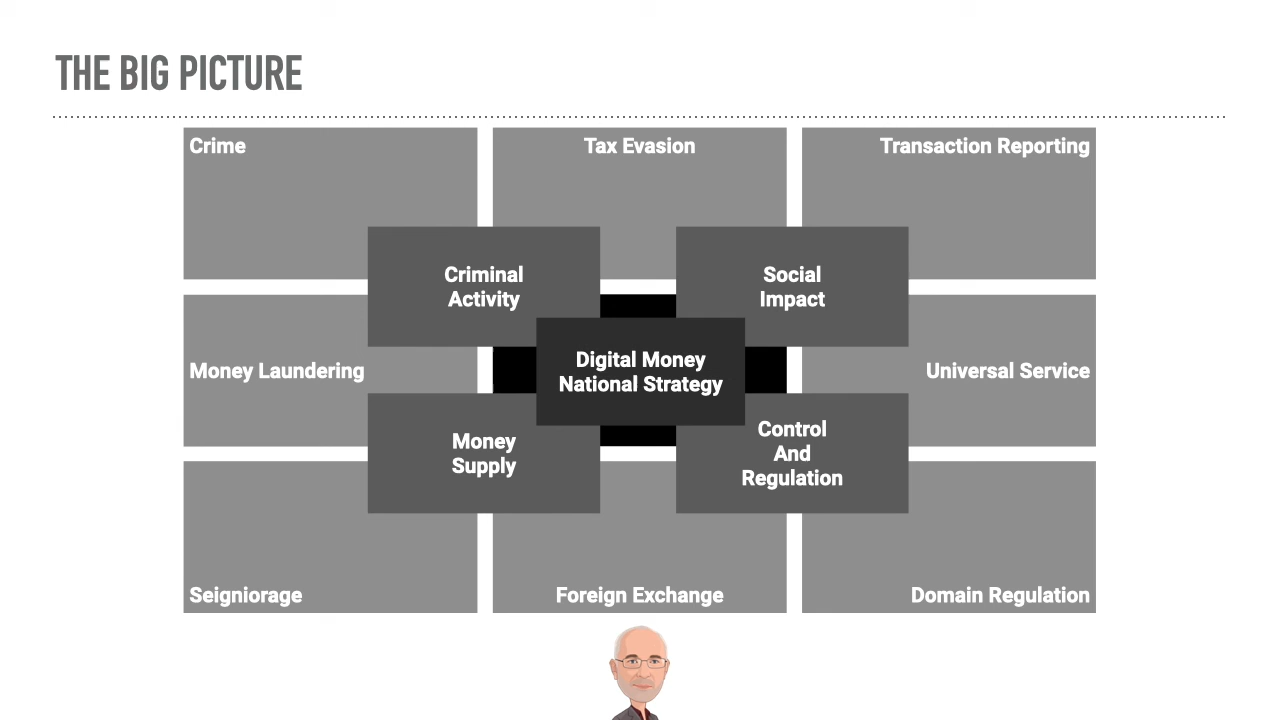 THE BIG PICTURE
Crime
Tax Evasion
Transaction Reporting
Criminal
Activity
Social
Impact
Money Laundering
Digital Money
National Strategy
Universal Service
Money
Supply
Control
And
Regulation
Seigniorage
Foreign Exchange
Domain Regulation